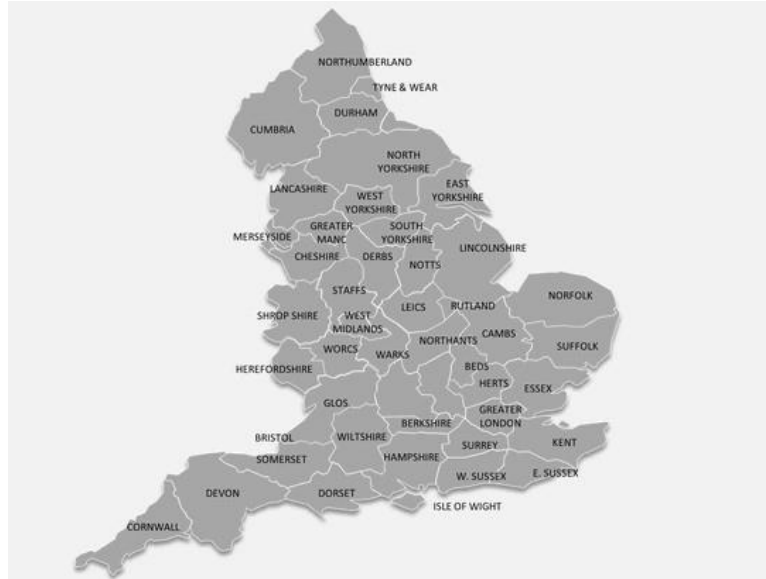 NORTHUMBERLAND
TYNE & WEAR
DURHAM
CUMBRIA
NORTH
YORKSHIRE
LANCASHIRE
EAST
YORKSHIRE
WEST
YORKSHIRE
GREATER
MANC
SOUTH
YORKSHIRE
MERSEYSIDE
LINCOLNSHIRE
CHESHIRE
DERBS
NOTTS
STAFFS
NORFOLK
SHROP SHIRE
WEST
MIDLANDS
LEICS
RUTLAND
CAMBS
NORTHANTS
SUFFOLK
WORCS
WARKS
HEREFORDSHIRE
BEDS
HERTS
ESSEX
GLOS
GREATER
LONDON
BERKSHIRE
BRISTOL
WILTSHIRE
SURREY
KENT
SOMERSET
HAMPSHIRE
W. SUSSEX
E. SUSSEX
DEVON
DORSET
ISLE OF WIGHT
CORNWALL